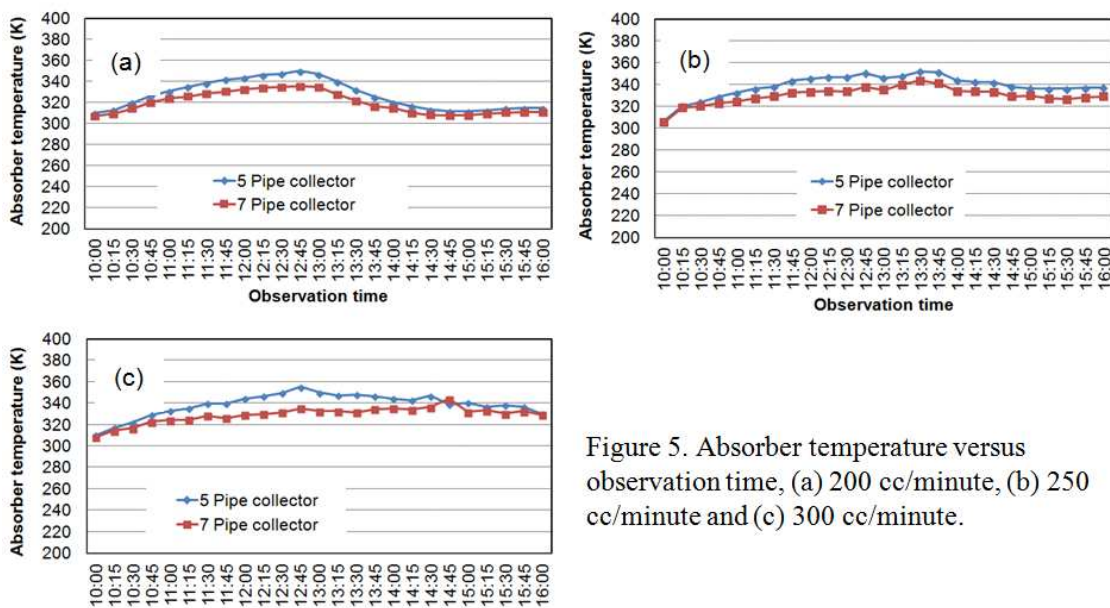 Absorber temperature (K)
400
380
360
340
320
300
280
260
240
220
200
(a)
5 Pipe collector
7 Pipe collector
10:00 10:15 10:30 10:45 11:00 11:15 11:30 11:45 12:00 12:15 12:30 12:45 13:00 13:15 13:30 13:45 14:00 14:15 14:30 14:45 15:00 15:15 15:30 15:45 16:00
Observation time
Absorber temperature (K)
400
380
360
340
320
300
280
260
240
220
200
(b)
5 Pipe collector
7 Pipe collector
10:00 10:15 10:30 10:45 11:00 11:15 11:30 11:45 12:00 12:15 12:30 12:45 13:00 13:15 13:30 13:45 14:00 14:15 14:30 14:45 15:00 15:15 15:30 15:45 16:00
Observation time
Absorber temperature (K)
400
380
360
340
320
300
280
260
240
220
200
(c)
5 Pipe collector
7 Pipe collector
10:00 10:15 10:30 10:45 11:00 11:15 11:30 11:45 12:00 12:15 12:30 12:45 13:00 13:15 13:30 13:45 14:00 14:15 14:30 14:45 15:00 15:15 15:30 15:45 16:00
Figure 5. Absorber temperature versus
observation time, (a) 200 cc/minute, (b) 250
cc/minute and (c) 300 cc/minute.